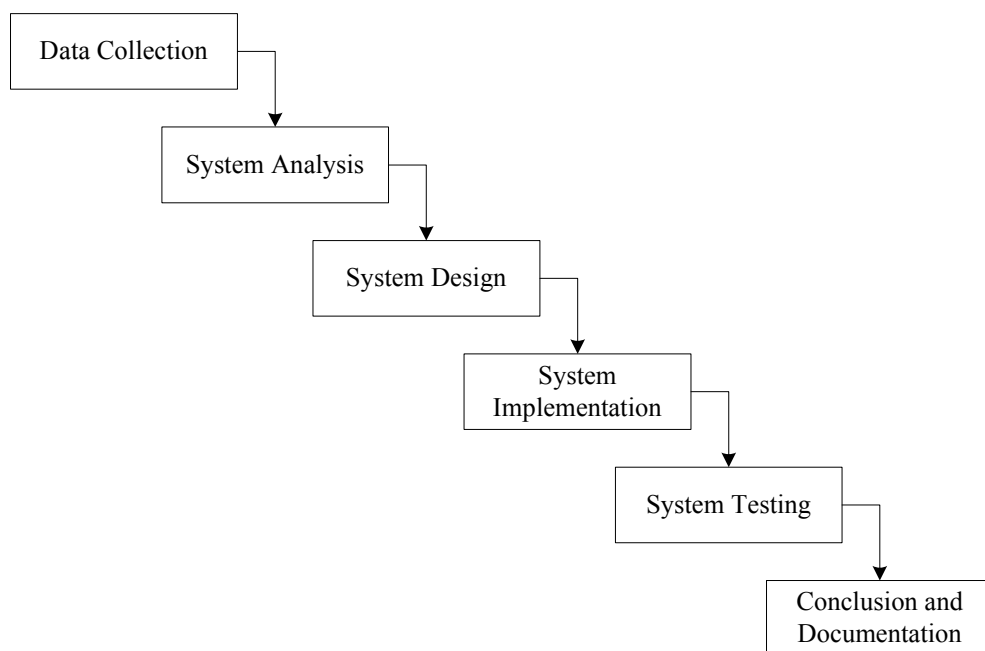 Data Collection
System Analysis
System Design
System
Implementation
System Testing
Conclusion and
Documentation